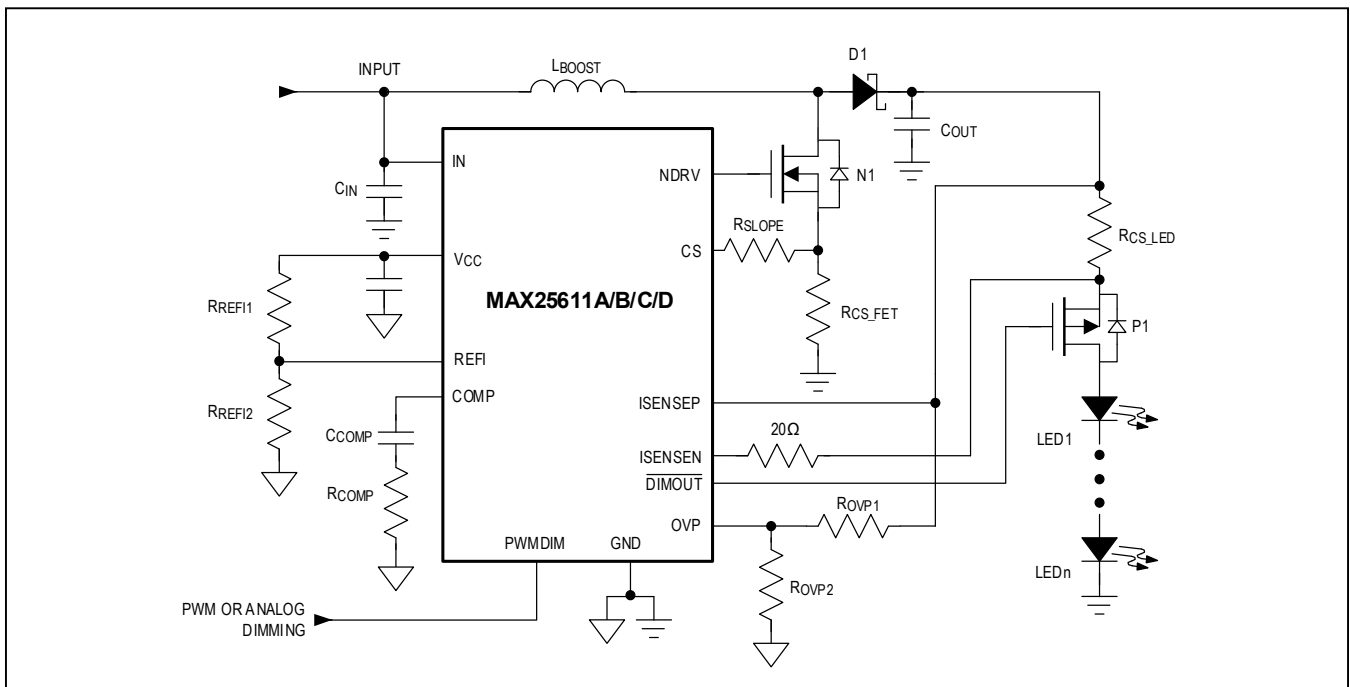 INPUT
LBOOST
D1
COUT
IN
CIN
NDRV
N1
RSLOPE
CS
RCS_LED
VCC
MAX25611A/B/C/D
RREFI1
RCS_FET
P1
REFI
RREFI2
COMP
ISENSEP
CCOMP
20Ω
LED1
ISENSEN
DIMOUT
RCOMP
OVP
ROVP1
PWMDIM
GND
LEDn
ROVP2
PWM OR ANALOG
DIMMING